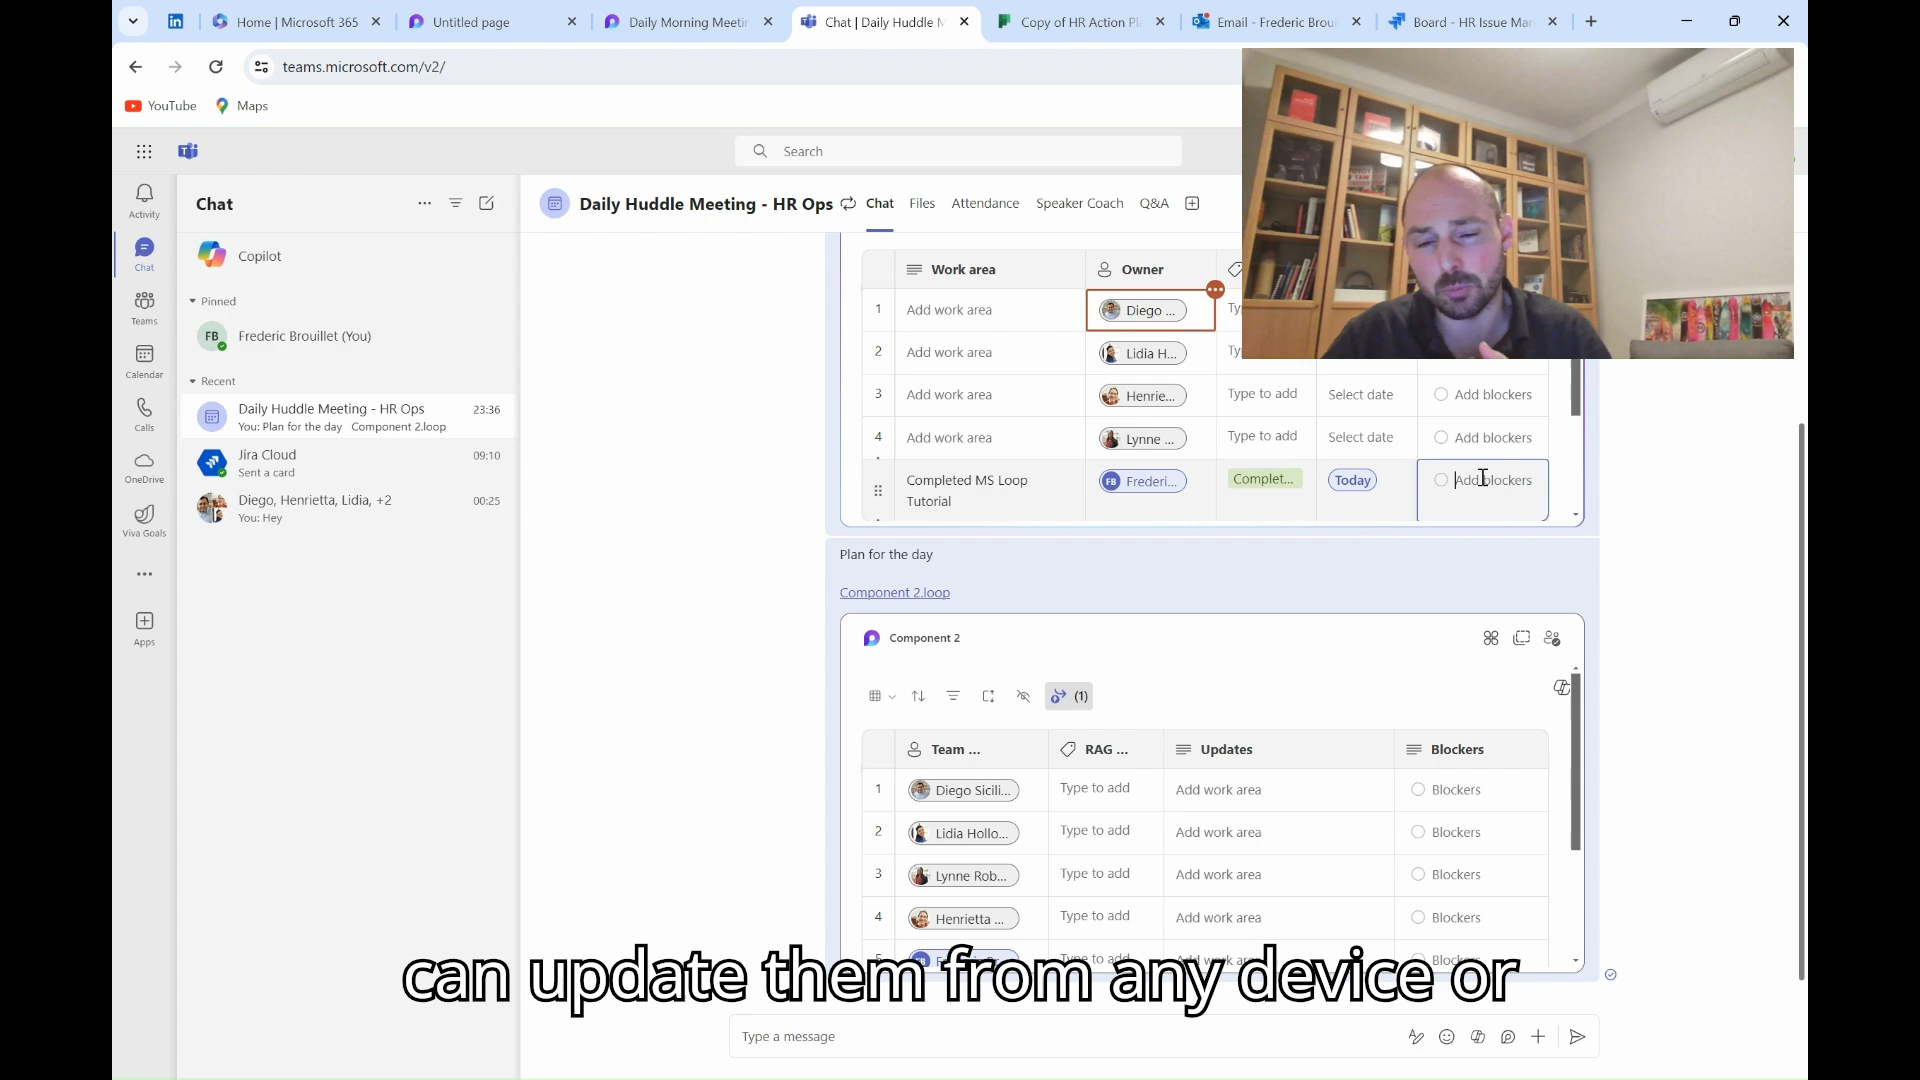 Home | Microsoft 365
Untitled page
Daily Morning Meetin
Chat | Daily Huddle M
Copy of HR Action Pl
Email - Frederic Broui
Board - HR Issue Man
teams.microsoft.com/v2/
YouTube
Maps
Search
Activity
Chat
Teams
Calendar
Calls
OneDrive
Viva Goals
Apps
Chat
Copilot
Pinned
FB
Frederic Brouillet (You)
Recent
Daily Huddle Meeting - HR Ops 23:36
You: Plan for the day Component 2.loop
Jira Cloud 09:10
Sent a card
Diego, Henrietta, Lidia, +2 00:25
You: Hey
Daily Huddle Meeting - HR Ops Chat Files Attendance Speaker Coach Q&A
Work area Owner
1 Add work area Diego ... Ty
2 Add work area Lidia H... Ty
3 Add work area Henrie... Type to add Select date Add blockers
4 Add work area Lynne ... Type to add Select date Add blockers
Completed MS Loop FB Frederi... Complet... Today Add blockers
Tutorial
Plan for the day
Component 2.loop
Component 2
(1)
Team ... RAG ... Updates Blockers
1 Diego Sicili... Type to add Add work area Blockers
2 Lidia Hollo... Type to add Add work area Blockers
3 Lynne Rob... Type to add Add work area Blockers
4 Henrietta ... Type to add Add work area Blockers
can update them from any device or
Type a message